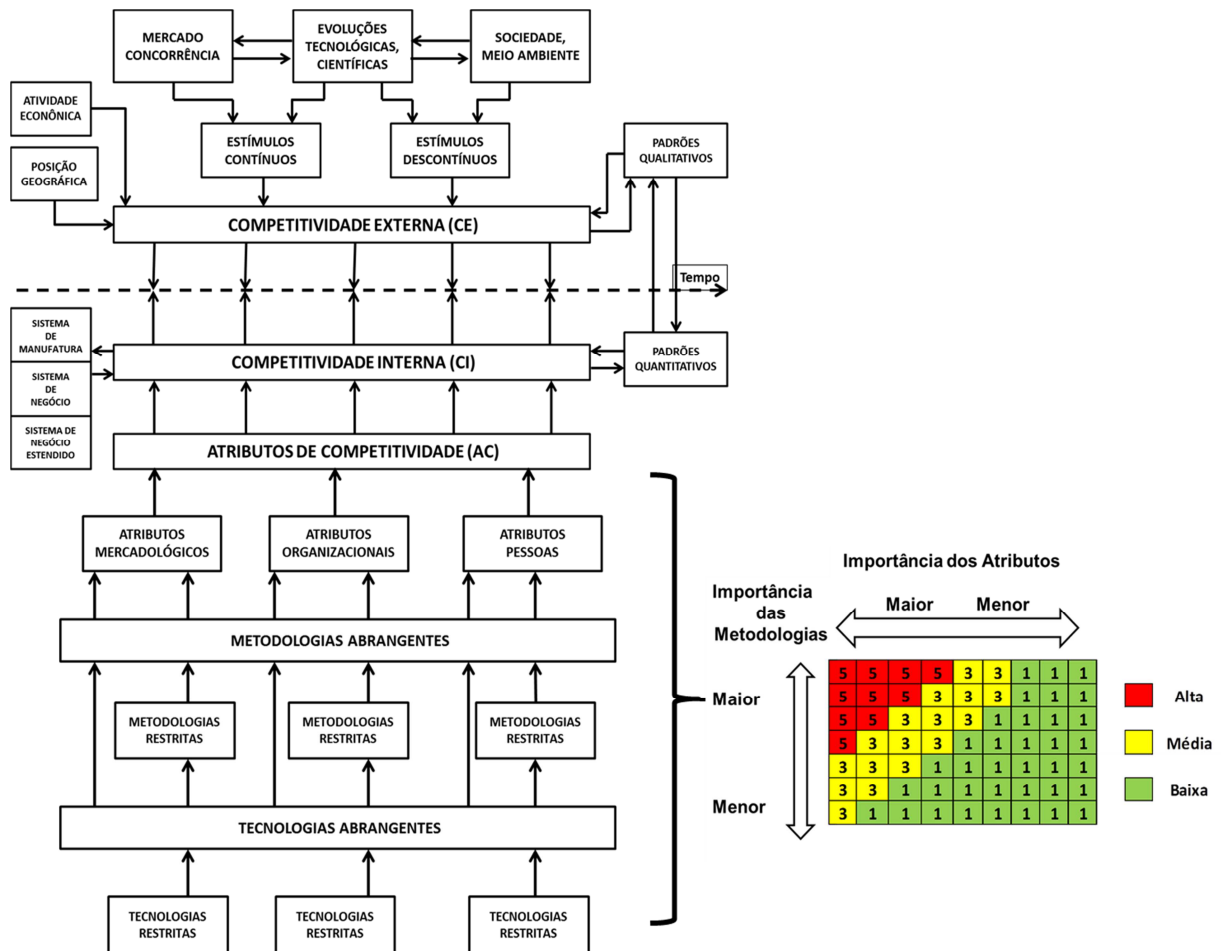 MERCADO
CONCORRÊNCIA
EVOLUÇÕES
TECNOLÓGICAS,
CIENTÍFICAS
SOCIEDADE,
MEIO AMBIENTE
ATIVIDADE
ECONÔMICA
ESTÍMULOS
CONTÍNUOS
ESTÍMULOS
DESCONTÍNUOS
PADRÕES
QUALITATIVOS
POSIÇÃO
GEOGRÁFICA
COMPETITIVIDADE EXTERNA (CE)
Tempo
SISTEMA
DE
MANUFATURA
SISTEMA
DE
NEGÓCIO
SISTEMA DE
NEGÓCIO
ESTENDIDO
COMPETITIVIDADE INTERNA (CI)
PADRÕES
QUANTITATIVOS
ATRIBUTOS DE COMPETITIVIDADE (AC)
ATRIBUTOS
MERCADOLÓGICOS
ATRIBUTOS
ORGANIZACIONAIS
ATRIBUTOS
PESSOAS
METODOLOGIAS ABRANGENTES
METODOLOGIAS
RESTRITAS
METODOLOGIAS
RESTRITAS
METODOLOGIAS
RESTRITAS
TECNOLOGIAS ABRANGENTES
TECNOLOGIAS
RESTRITAS
TECNOLOGIAS
RESTRITAS
TECNOLOGIAS
RESTRITAS
Importância dos Atributos
Maior Menor
Importância
das
Metodologias
Maior
Menor
5 5 5 5 3 3 1 1 1
5 5 5 3 3 3 1 1 1
5 5 3 3 3 1 1 1 1
5 3 3 3 1 1 1 1 1
3 3 3 1 1 1 1 1 1
3 3 1 1 1 1 1 1 1
3 1 1 1 1 1 1 1 1
Alta
Média
Baixa